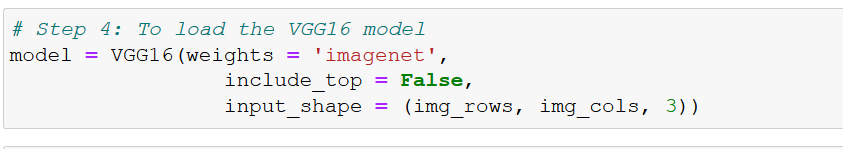 # Step 4: To load the VGG16 model
model = VGG16(weights = 'imagenet',
include_top = False,
input_shape = (img_rows, img_cols, 3))